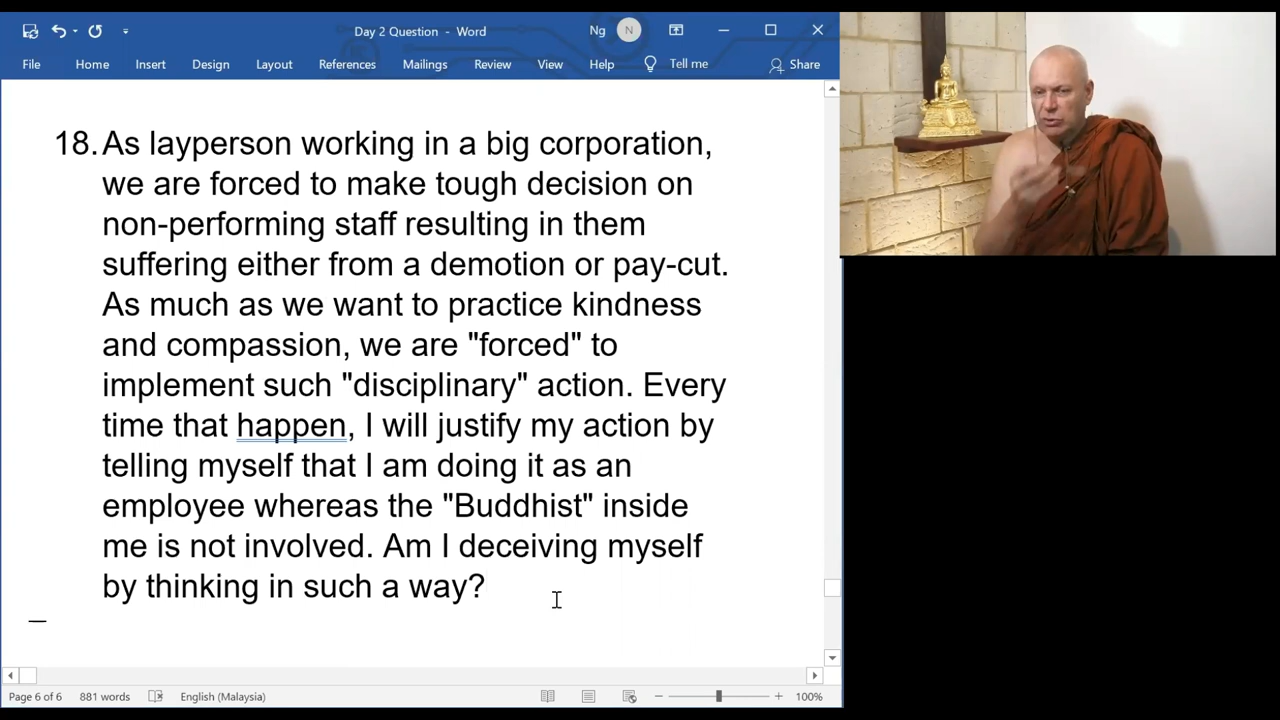 Day 2 Question - Word
Ng
N
File Home Insert Design Layout References Mailings Review View Help Tell me Share
18. As layperson working in a big corporation,
we are forced to make tough decision on
non-performing staff resulting in them
suffering either from a demotion or pay-cut.
As much as we want to practice kindness
and compassion, we are "forced" to
implement such "disciplinary" action. Every
time that happen, I will justify my action by
telling myself that I am doing it as an
employee whereas the "Buddhist" inside
me is not involved. Am I deceiving myself
by thinking in such a way?
Page 6 of 6 881 words English (Malaysia) 100%